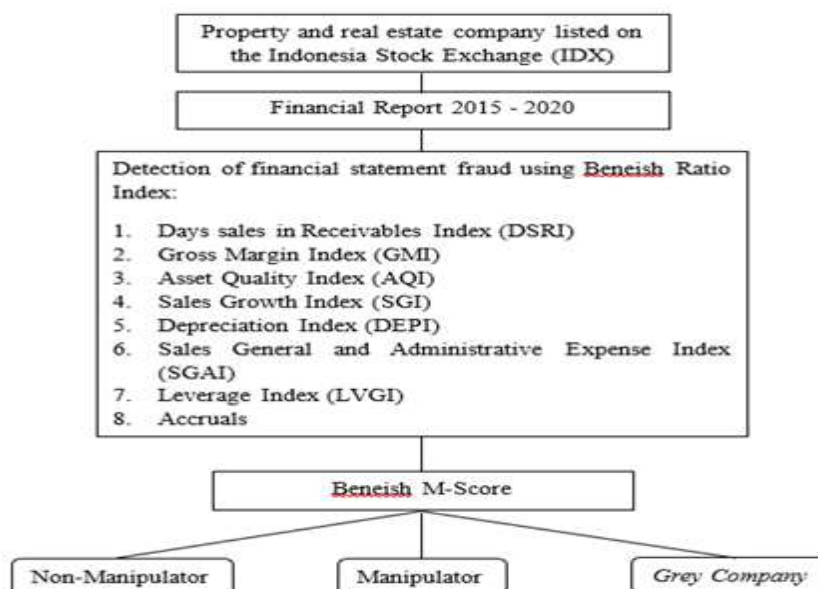 Property and real estate company listed on
the Indonesia Stock Exchange (IDX)
Financial Report 2015 - 2020
Detection of financial statement fraud using Beneish Ratio
Index:
1. Days sales in Receivables Index (DSRI)
2. Gross Margin Index (GMI)
3. Asset Quality Index (AQI)
4. Sales Growth Index (SGI)
5. Depreciation Index (DEPI)
6. Sales General and Administrative Expense Index
(SGAI)
7. Leverage Index (LVGI)
8. Accruals
Beneish M-Score
Non-Manipulator
Manipulator
Grey Company